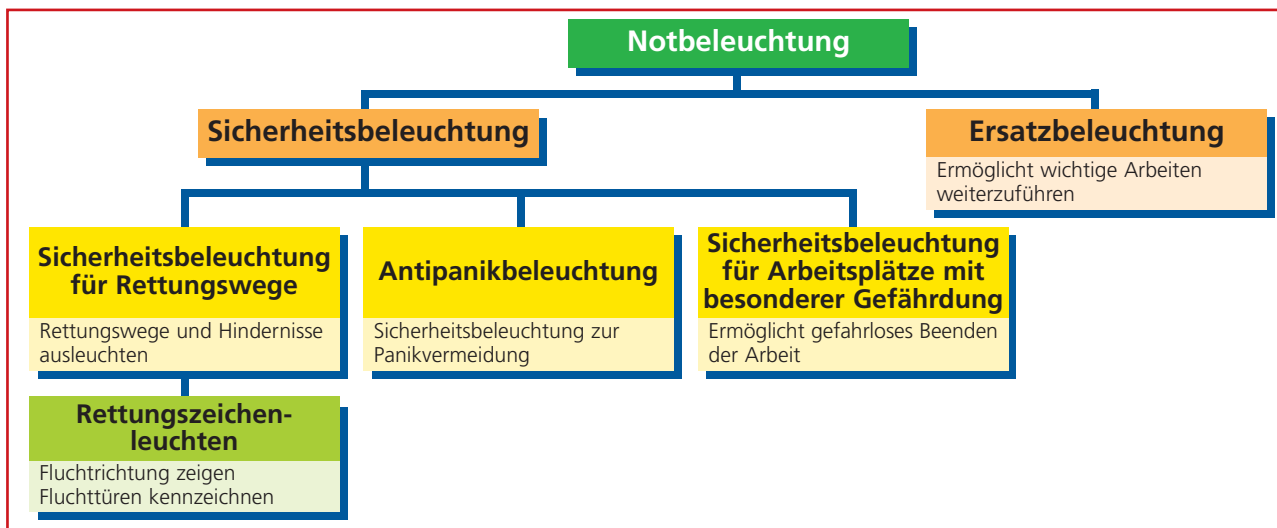 Notbeleuchtung
Sicherheitsbeleuchtung
Ersatzbeleuchtung
Ermöglicht wichtige Arbeiten
weiterzuführen
Sicherheitsbeleuchtung
für Rettungswege
Rettungswege und Hindernisse
ausleuchten
Antipanikbeleuchtung
Sicherheitsbeleuchtung zur
Panikvermeidung
Sicherheitsbeleuchtung
für Arbeitsplätze mit
besonderer Gefährdung
Ermöglicht gefahrloses Beenden
der Arbeit
Rettungszeichen-
leuchten
Fluchtrichtung zeigen
Fluchttüren kennzeichnen